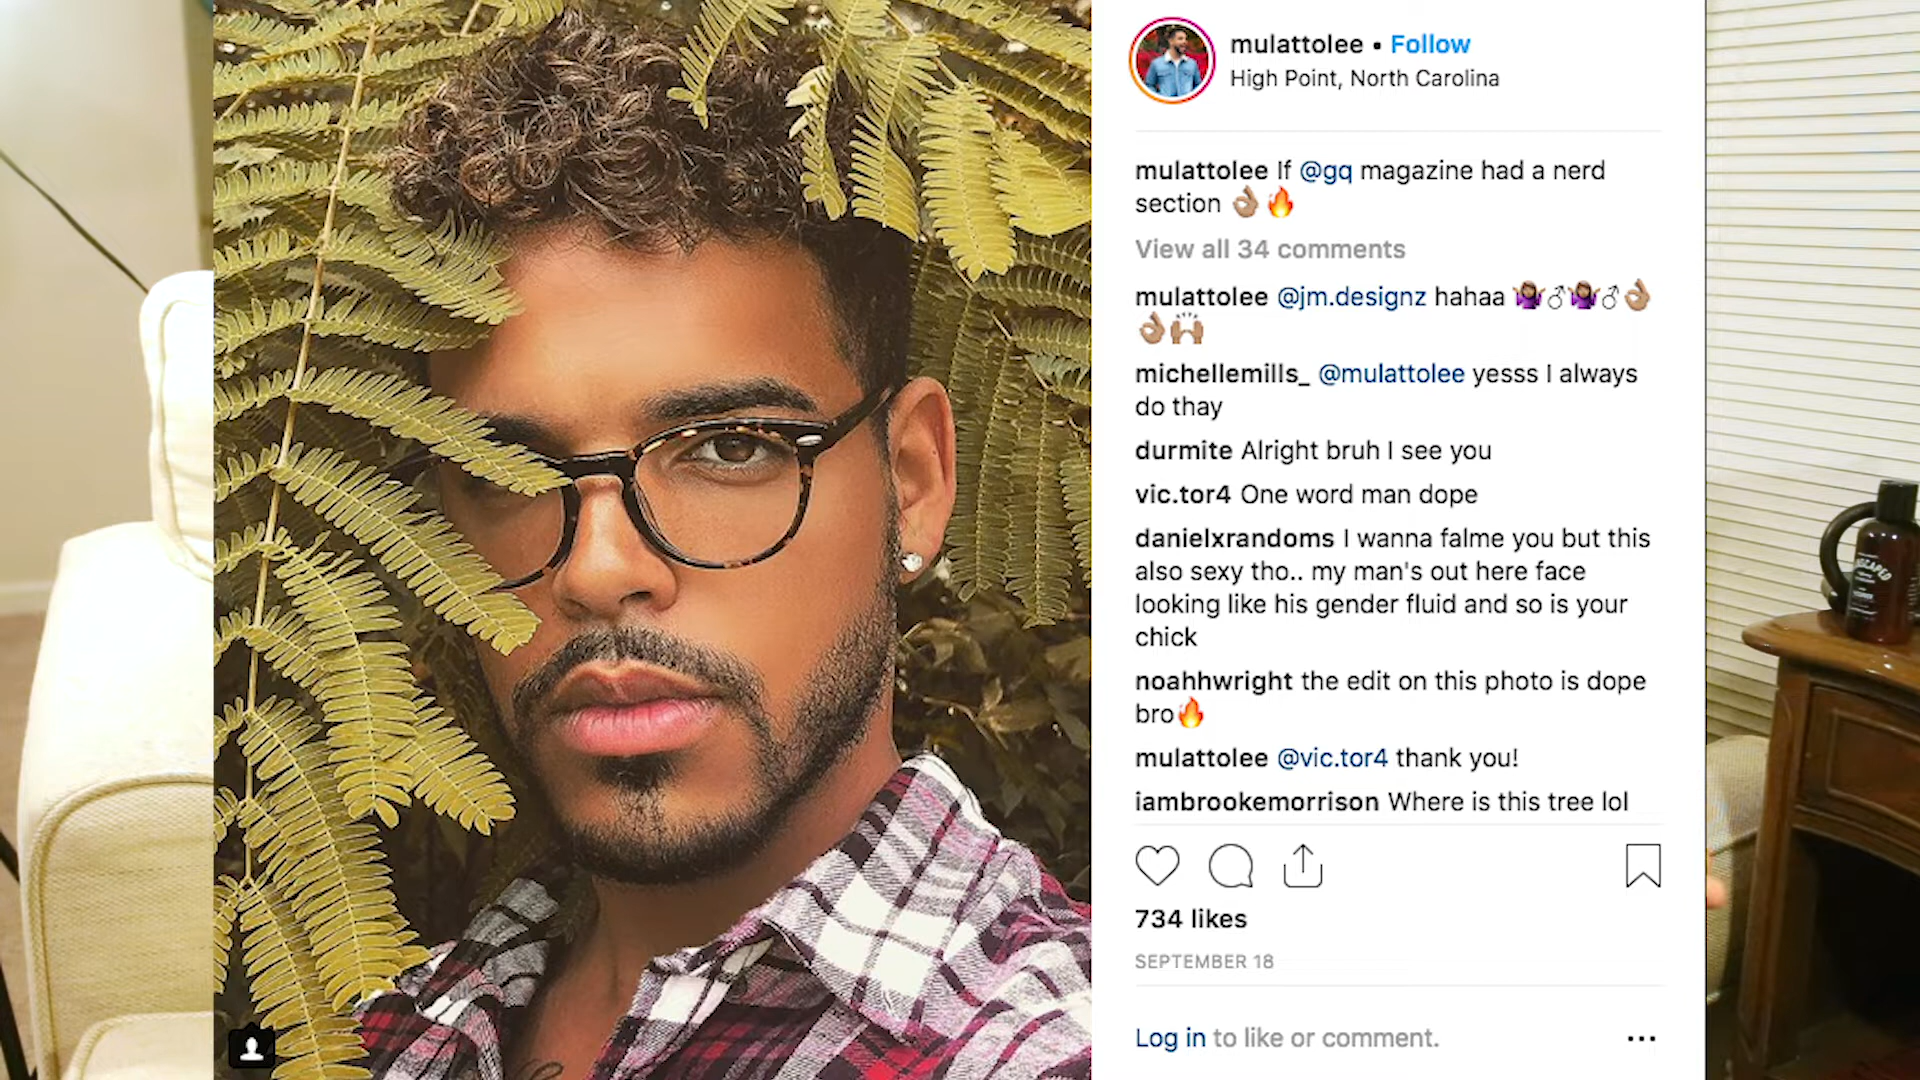 mulattolee • Follow
High Point, North Carolina
mulattolee If @gq magazine had a nerd
section 👌🏽🔥
View all 34 comments
mulattolee @jm.designz hahaa 🤷🏽‍♂🤷🏽‍♂👌🏽
👌🏽🙌🏽
michellemills_ @mulattolee yesss I always
do thay
durmite Alright bruh I see you
vic.tor4 One word man dope
danielxrandoms I wanna falme you but this
also sexy tho.. my man's out here face
looking like his gender fluid and so is your
chick
noahhwright the edit on this photo is dope
bro🔥
mulattolee @vic.tor4 thank you!
iambrookemorrison Where is this tree lol
734 likes
SEPTEMBER 18
Log in to like or comment.